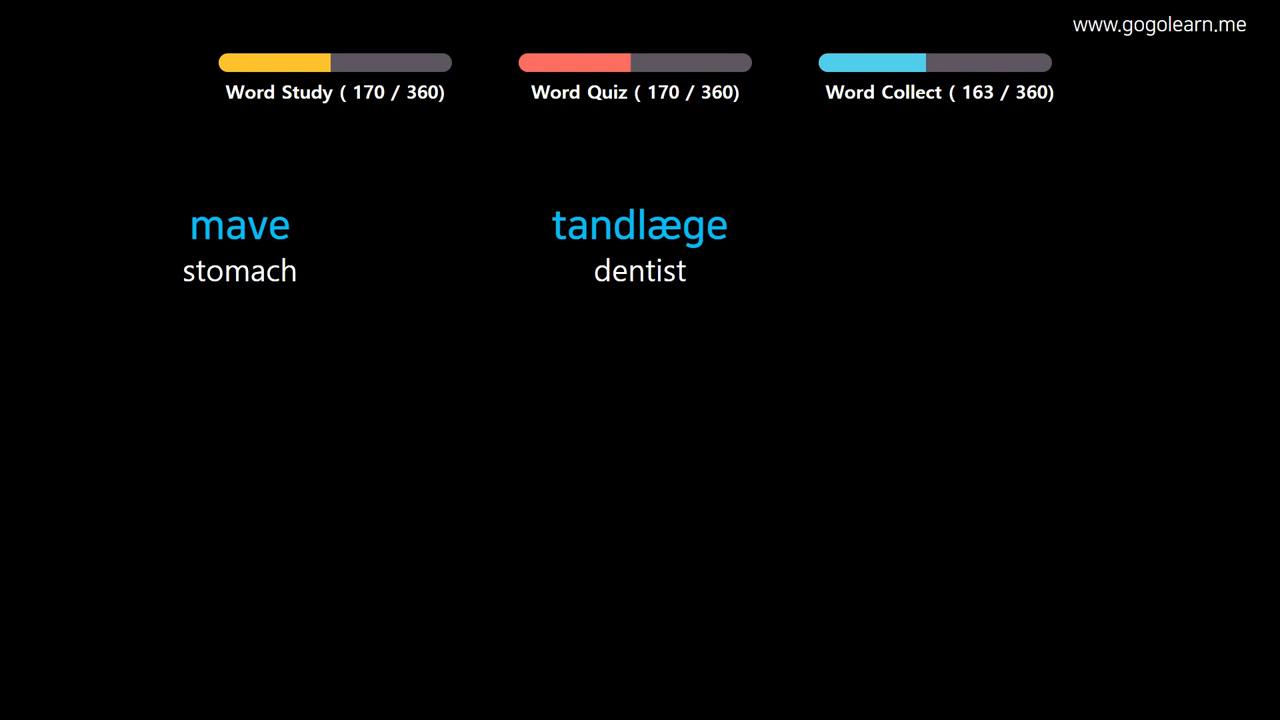 www.gogolearn.me
Word Study ( 170 / 360)
Word Quiz ( 170 / 360)
Word Collect ( 163 / 360)
mave
stomach
tandlæge
dentist